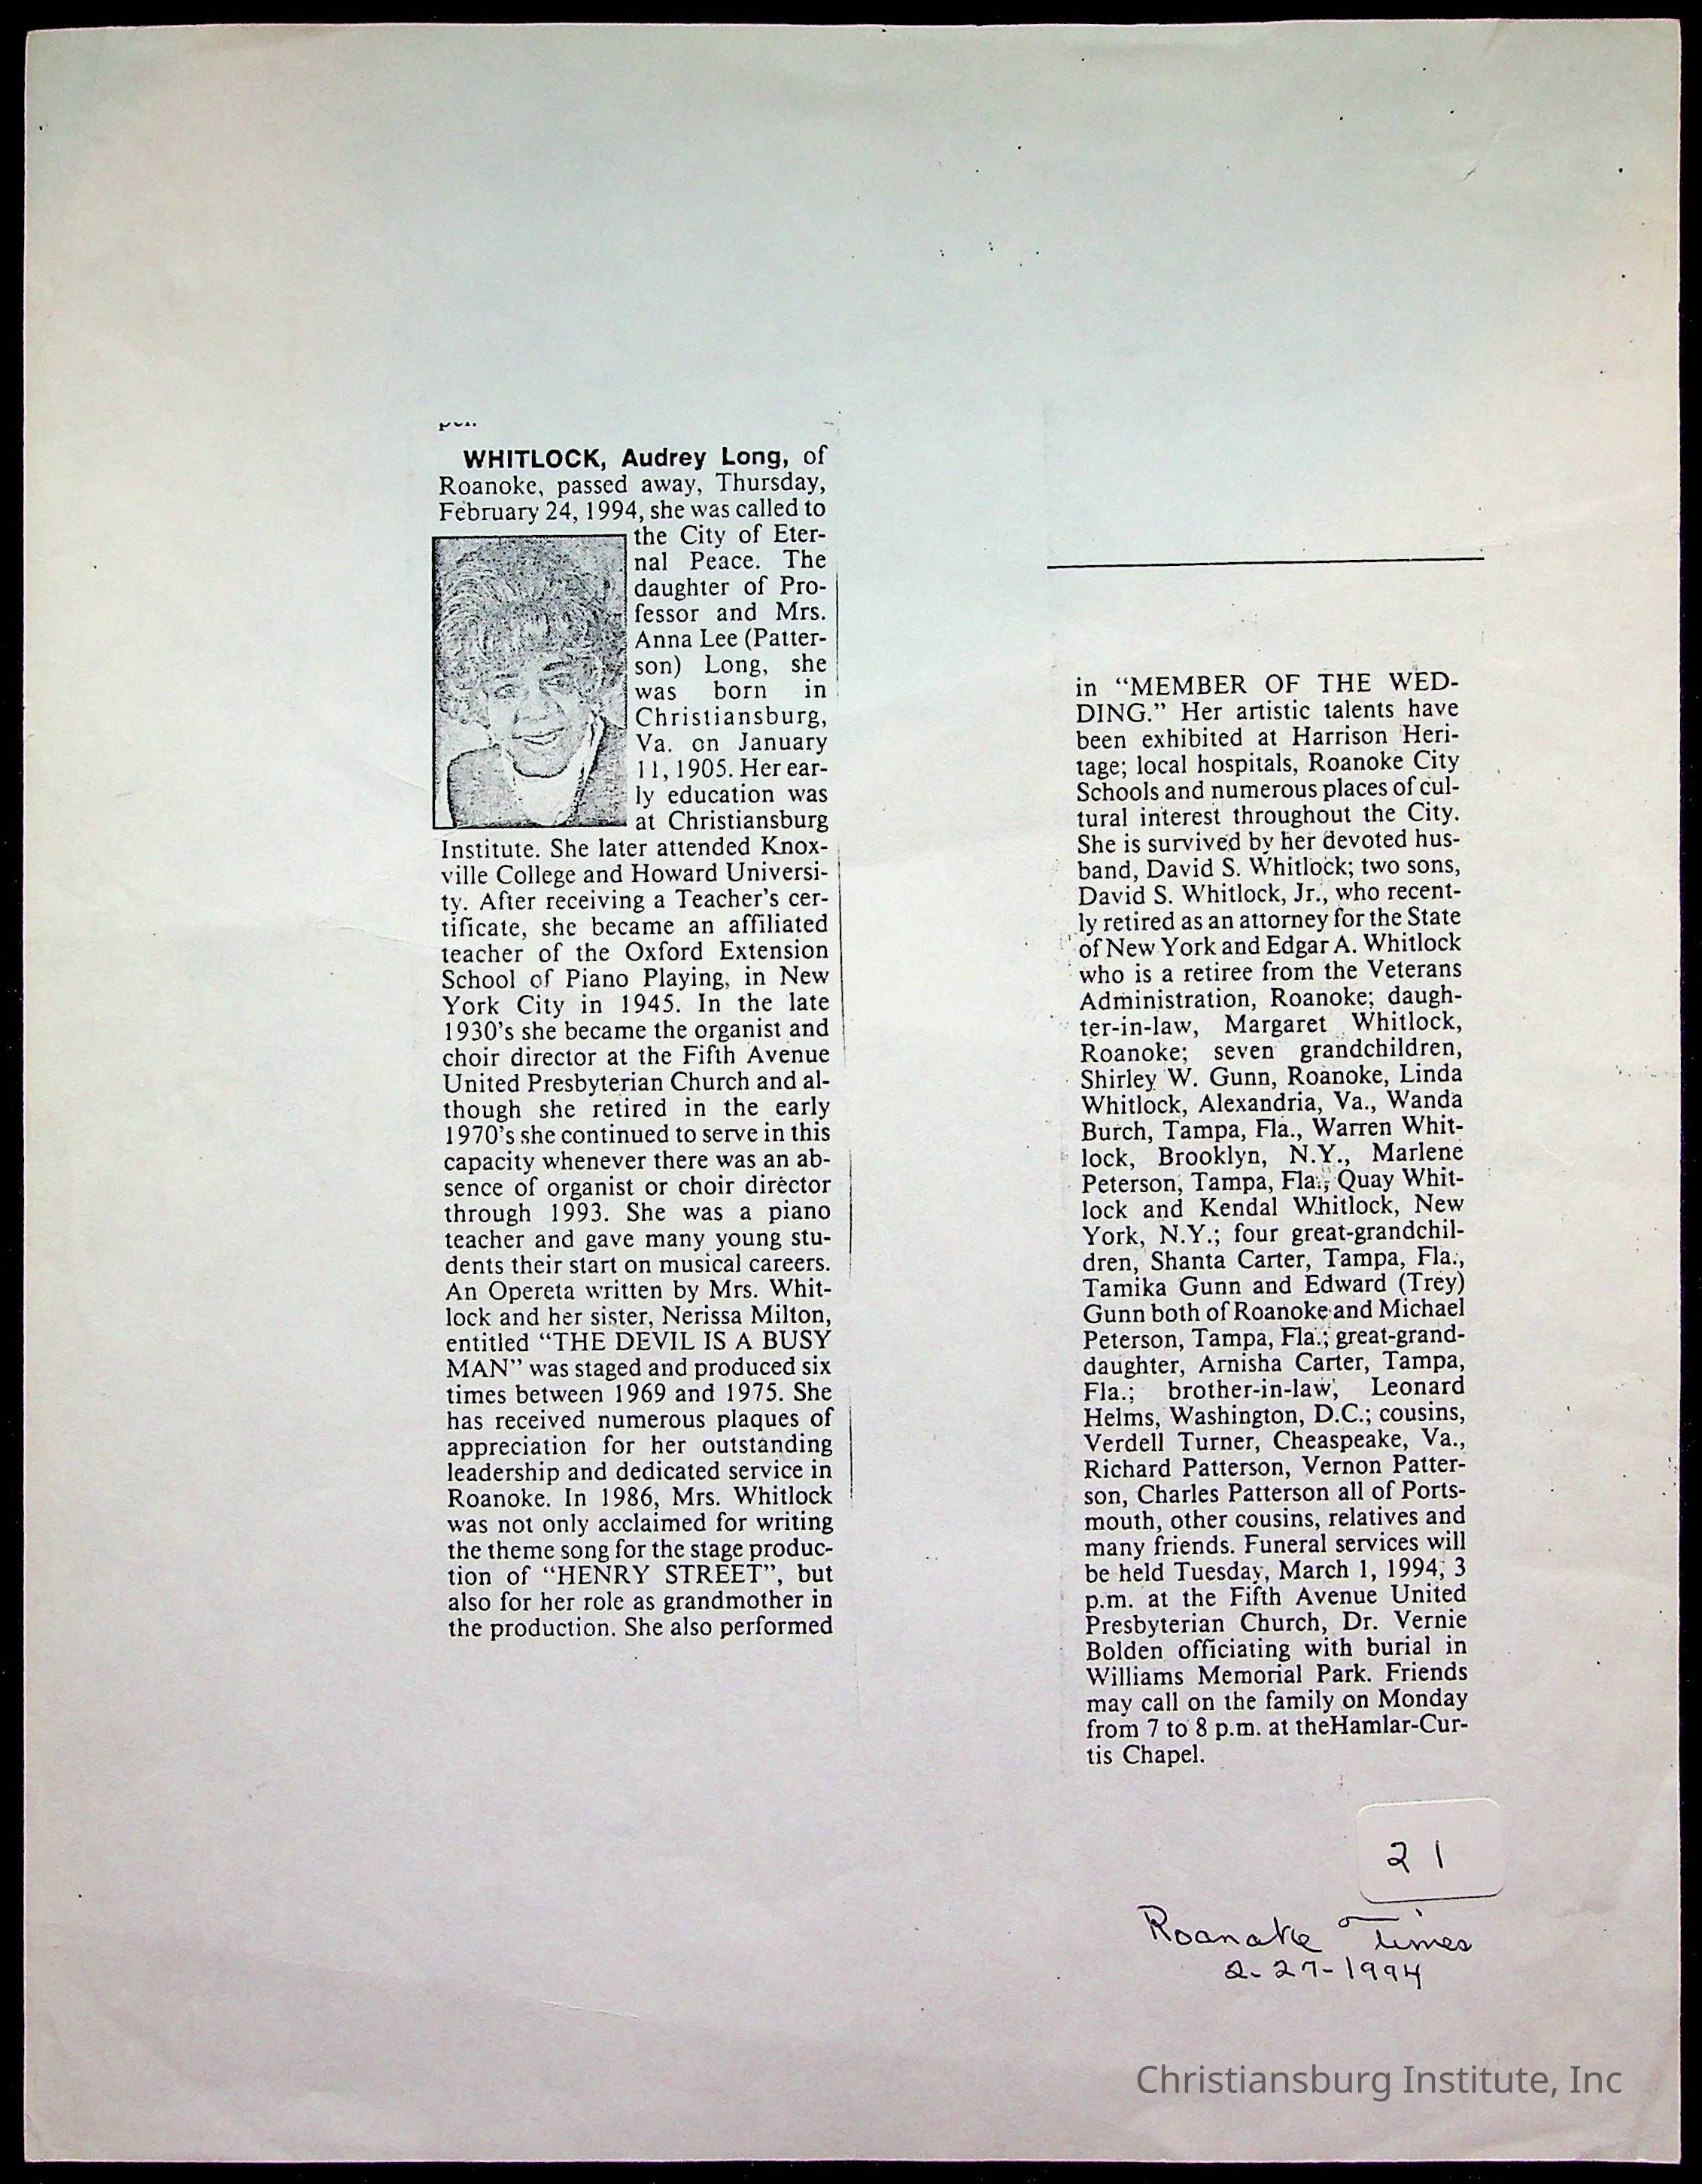 WHITLOCK, Audrey Long, of
Roanoke, passed away, Thursday,
February 24, 1994, she was called to
the City of Eter-
nal Peace. The
daughter of Pro-
fessor and Mrs.
Anna Lee (Patter-
son) Long, she
was born in
Christiansburg,
Va. on January
11, 1905. Her ear-
ly education was
at Christiansburg
Institute. She later attended Knox-
ville College and Howard Universi-
ty. After receiving a Teacher's cer-
tificate, she became an affiliated
teacher of the Oxford Extension
School of Piano Playing, in New
York City in 1945. In the late
1930's she became the organist and
choir director at the Fifth Avenue
United Presbyterian Church and al-
though she retired in the early
1970's she continued to serve in this
capacity whenever there was an ab-
sence of organist or choir director
through 1993. She was a piano
teacher and gave many young stu-
dents their start on musical careers.
An Opereta written by Mrs. Whit-
lock and her sister, Nerissa Milton,
entitled “THE DEVIL IS A BUSY
MAN” was staged and produced six
times between 1969 and 1975. She
has received numerous plaques of
appreciation for her outstanding
leadership and dedicated service in
Roanoke. In 1986, Mrs. Whitlock
was not only acclaimed for writing
the theme song for the stage produc-
tion of “HENRY STREET”, but
also for her role as grandmother in
the production. She also performed
in “MEMBER OF THE WED-
DING.” Her artistic talents have
been exhibited at Harrison Heri-
tage; local hospitals, Roanoke City
Schools and numerous places of cul-
tural interest throughout the City.
She is survived by her devoted hus-
band, David S. Whitlock; two sons,
David S. Whitlock, Jr., who recent-
ly retired as an attorney for the State
of New York and Edgar A. Whitlock
who is a retiree from the Veterans
Administration, Roanoke; daugh-
ter-in-law, Margaret Whitlock,
Roanoke; seven grandchildren,
Shirley W. Gunn, Roanoke, Linda
Whitlock, Alexandria, Va., Wanda
Burch, Tampa, Fla., Warren Whit-
lock, Brooklyn, N.Y., Marlene
Peterson, Tampa, Fla., Quay Whit-
lock and Kendal Whitlock, New
York, N.Y.; four great-grandchil-
dren, Shanta Carter, Tampa, Fla.,
Tamika Gunn and Edward (Trey)
Gunn both of Roanoke and Michael
Peterson, Tampa, Fla.; great-grand-
daughter, Arnisha Carter, Tampa,
Fla.; brother-in-law, Leonard
Helms, Washington, D.C.; cousins,
Verdell Turner, Cheaspeake, Va.,
Richard Patterson, Vernon Patter-
son, Charles Patterson all of Ports-
mouth, other cousins, relatives and
many friends. Funeral services will
be held Tuesday, March 1, 1994, 3
p.m. at the Fifth Avenue United
Presbyterian Church, Dr. Vernie
Bolden officiating with burial in
Williams Memorial Park. Friends
may call on the family on Monday
from 7 to 8 p.m. at theHamlar-Cur-
tis Chapel.
21
Roanoke Times
2-27-1994
Christiansburg Institute, Inc